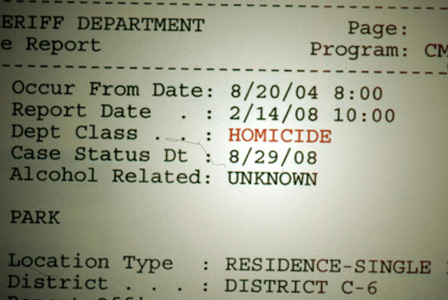 ERIFF DEPARTMENT Page:
e Report Program: CM
Occur From Date: 8/20/04 8:00
Report Date . : 2/14/08 10:00
Dept Class . . : HOMICIDE
Case Status Dt : 8/29/08
Alcohol Related: UNKNOWN
PARK
Location Type : RESIDENCE-SINGLE
District . . . : DISTRICT C-6